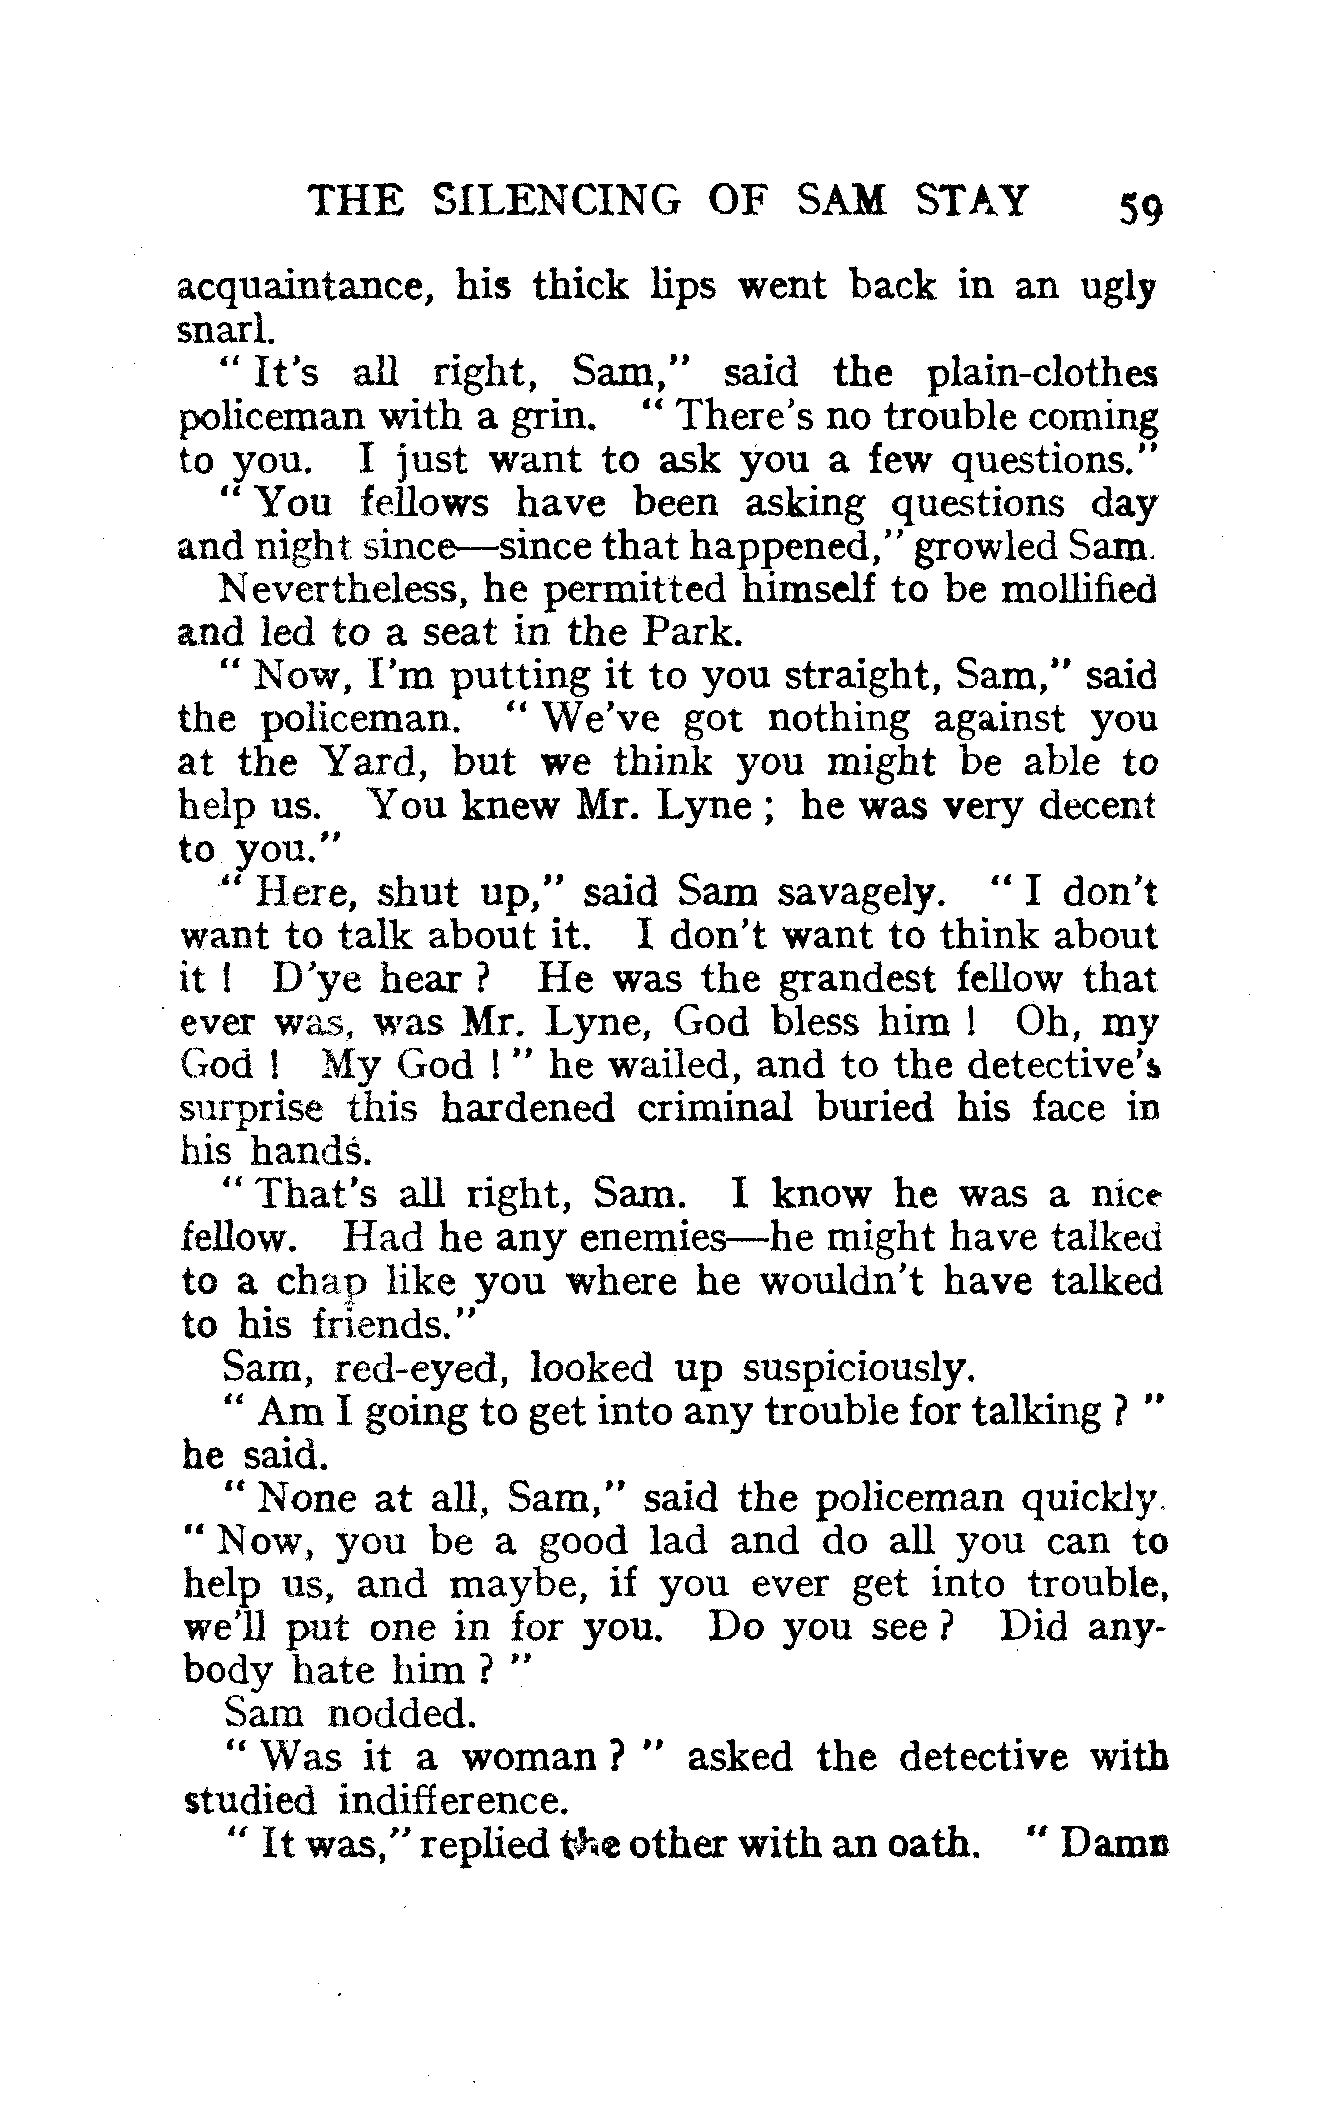 THE SILENCING OF SAM STAY 59
acquaintance, his thick lips went back in an ugly
snarl.
“ It's all right, Sam,” said the plain-clothes
policeman with a grin. “ There's no trouble coming
to you. I just want to ask you a few questions.”
“ You fellows have been asking questions day
and night since—since that happened,” growled Sam.
Nevertheless, he permitted himself to be mollified
and led to a seat in the Park.
“ Now, I'm putting it to you straight, Sam,” said
the policeman. “ We've got nothing against you
at the Yard, but we think you might be able to
help us. You knew Mr. Lyne ; he was very decent
to you.”
“ Here, shut up,” said Sam savagely. “ I don't
want to talk about it. I don't want to think about
it ! D'ye hear ? He was the grandest fellow that
ever was, was Mr. Lyne, God bless him ! Oh, my
God ! My God ! ” he wailed, and to the detective's
surprise this hardened criminal buried his face in
his hands.
“ That's all right, Sam. I know he was a nice
fellow. Had he any enemies—he might have talked
to a chap like you where he wouldn't have talked
to his friends.”
Sam, red-eyed, looked up suspiciously.
“ Am I going to get into any trouble for talking ? ”
he said.
“ None at all, Sam,” said the policeman quickly.
“ Now, you be a good lad and do all you can to
help us, and maybe, if you ever get into trouble,
we'll put one in for you. Do you see ? Did any-
body hate him ? ”
Sam nodded.
“ Was it a woman ? ” asked the detective with
studied indifference.
“ It was,” replied the other with an oath. “ Damn